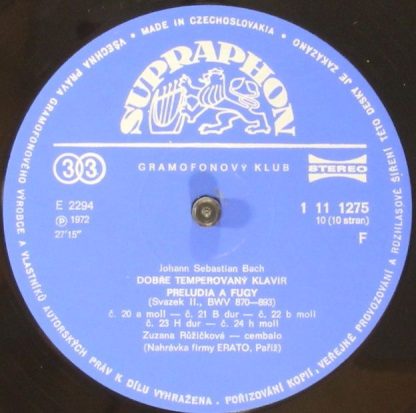 VŠECHNA PRÁVA GRAMOFONOVÉHO VÝROBCE A VLASTNÍKŮ AUTORSKÝCH PRÁV K DÍLU VYHRAŽENA. POŘIZOVÁNÍ KOPIÍ, VEŘEJNÉ PROVOZOVÁNÍ A ROZHLASOVÉ ŠÍŘENÍ TÉTO DESKY JE ZAKÁZÁNO • MADE IN CZECHOSLOVAKIA •
SUPRAPHON
33
GRAMOFONOVÝ KLUB
STEREO
E 2294
Ⓟ 1972
27'15"
1 11 1275
10 (10 stran)
F
Johann Sebastian Bach
DOBŘE TEMPEROVANÝ KLAVÍR
PRELUDIA A FUGY
(Svazek II., BWV 870—893)
č. 20 a moll — č. 21 B dur — č. 22 b moll
č. 23 H dur — č. 24 h moll
Zuzana Růžičková — cembalo
(Nahrávka firmy ERATO, Paříž)